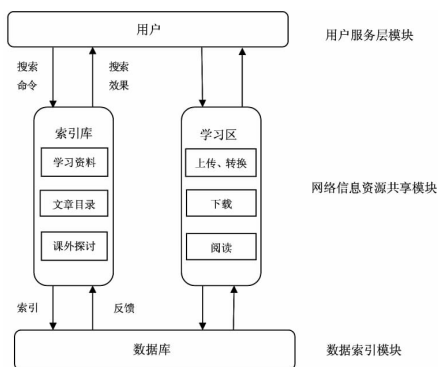 用户
用户服务层模块
搜索
命令
搜索
效果
索引库
学习资料
文章目录
课外探讨
学习区
上传、转换
下载
阅读
网络信息资源共享模块
索引
反馈
数据库
数据索引模块